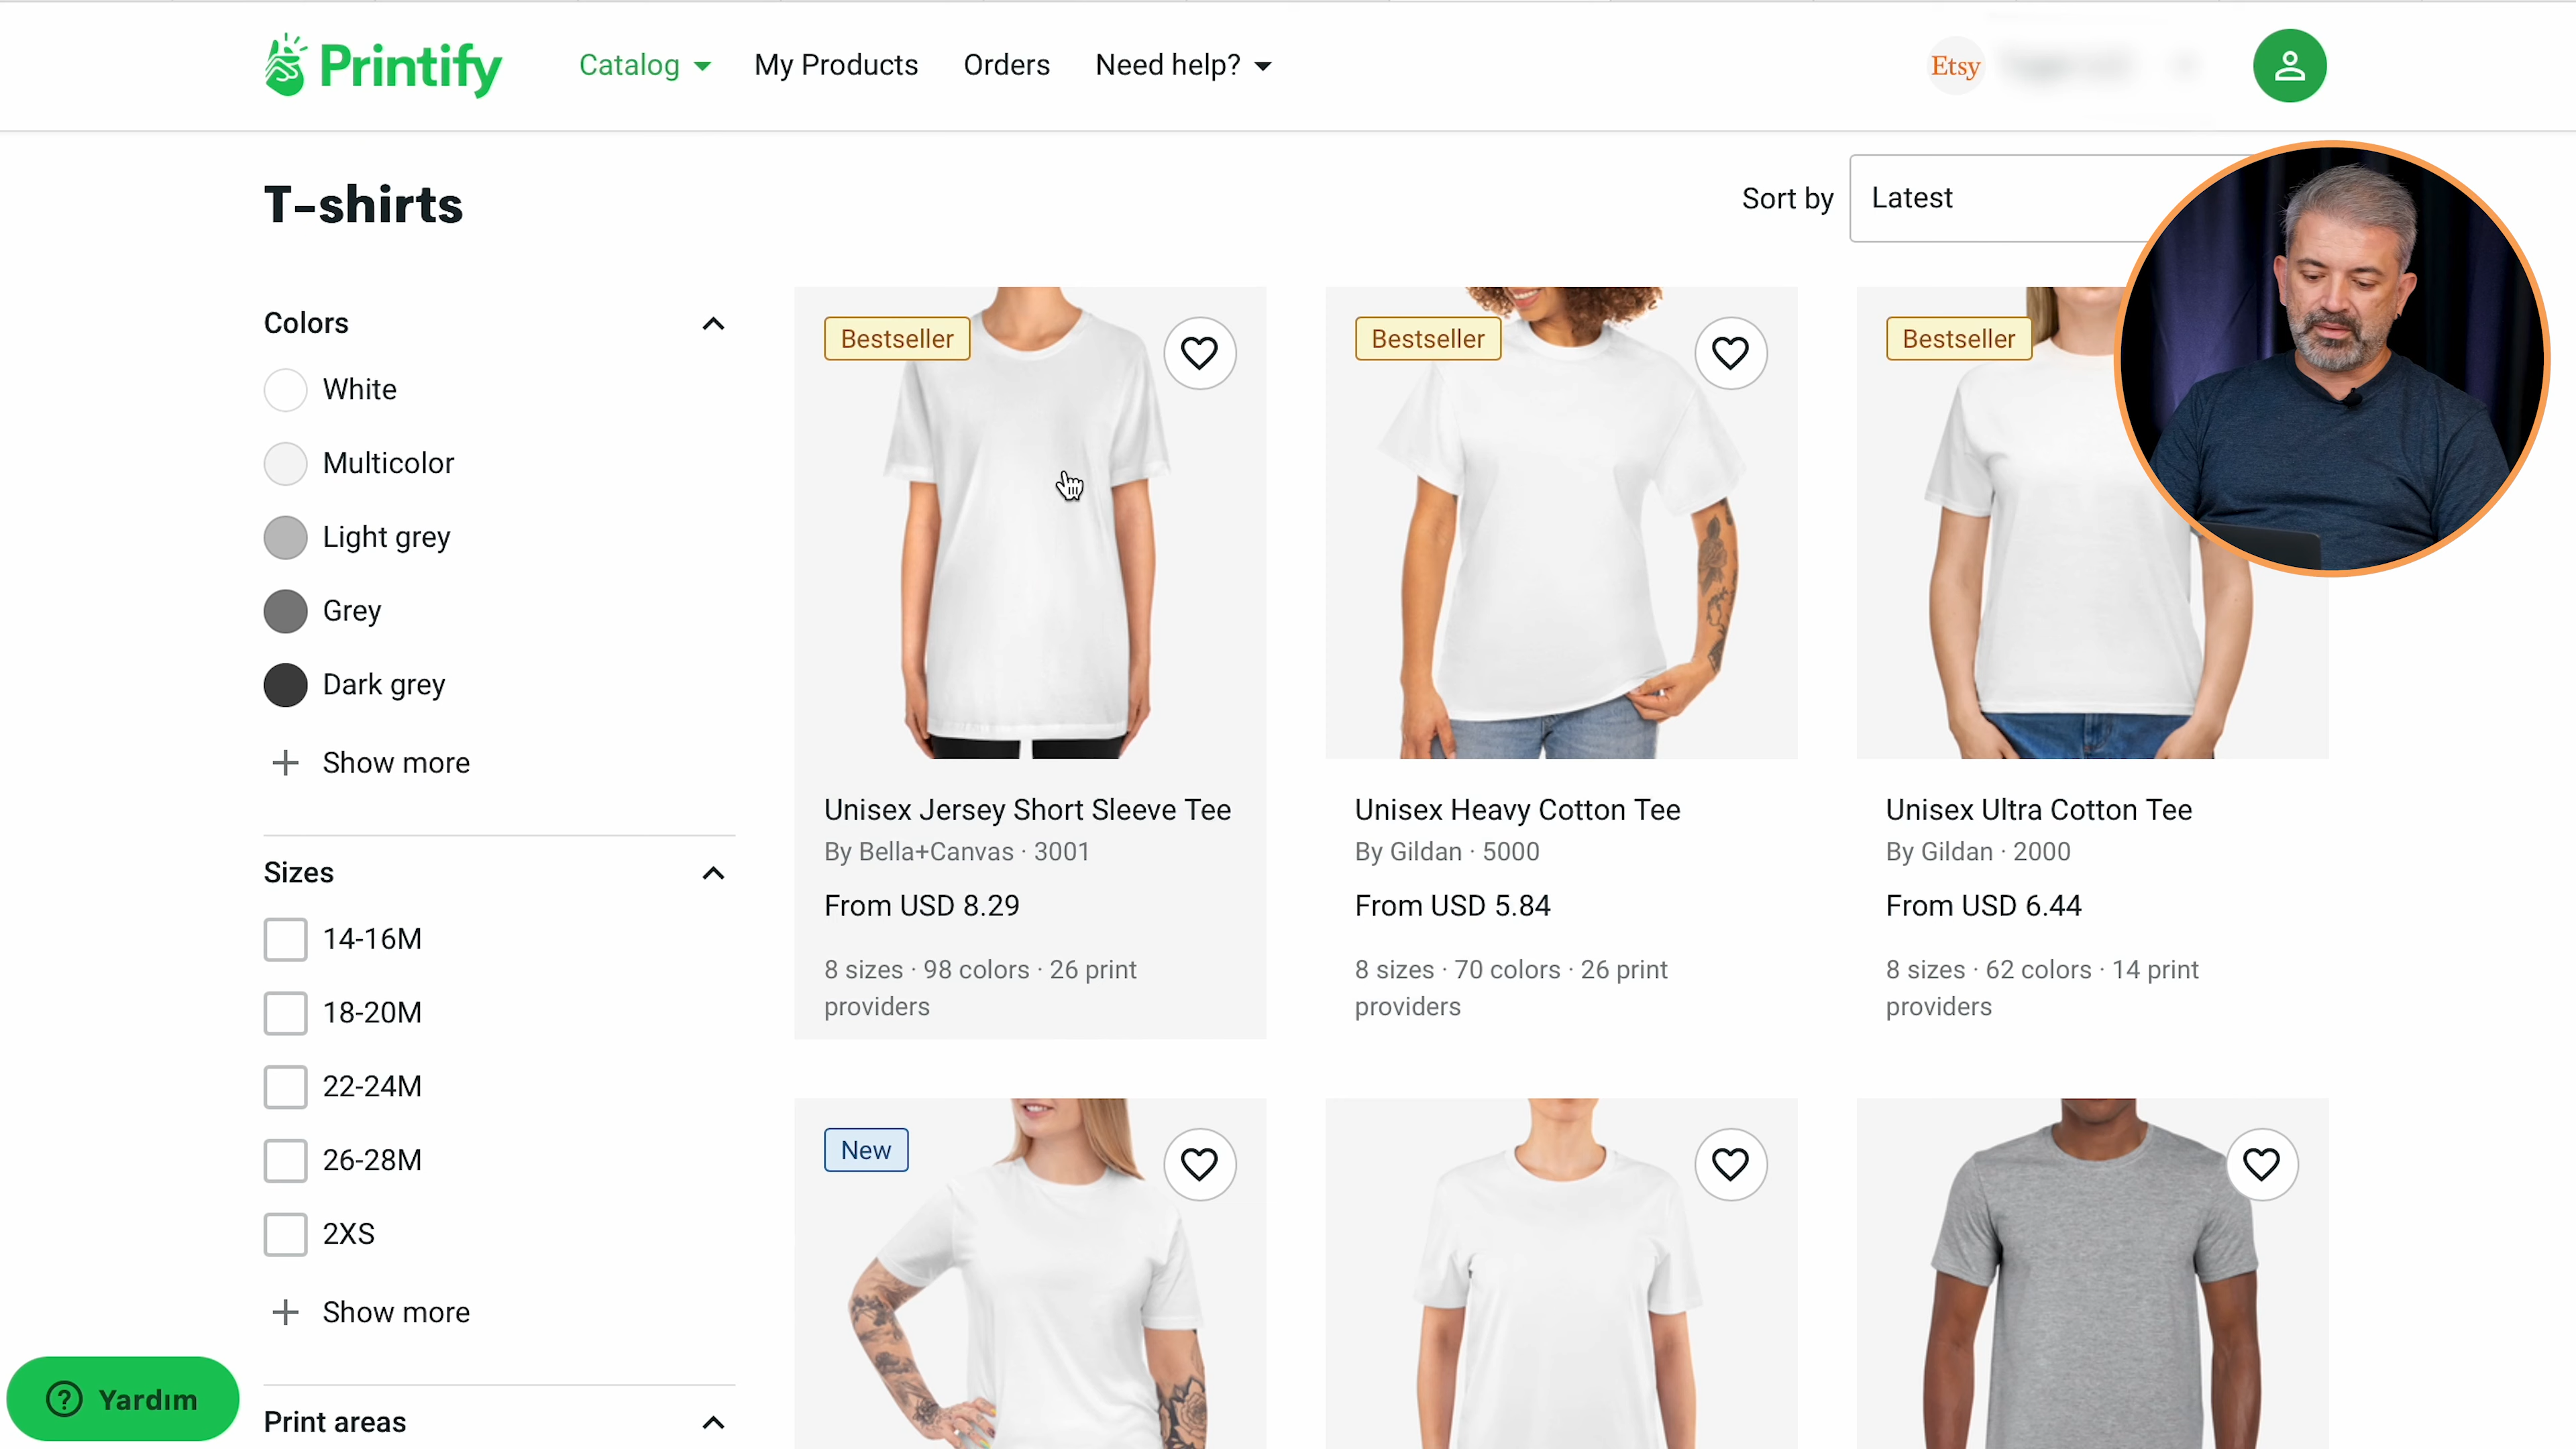 Printify
Catalog
My Products
Orders
Need help?
Etsy
T-shirts
Sort by
Latest
Colors
White
Multicolor
Light grey
Grey
Dark grey
Show more
Sizes
14-16M
18-20M
22-24M
26-28M
2XS
Show more
Print areas
Yardım
Bestseller
Unisex Jersey Short Sleeve Tee
By Bella+Canvas · 3001
From USD 8.29
8 sizes · 98 colors · 26 print
providers
Bestseller
Unisex Heavy Cotton Tee
By Gildan · 5000
From USD 5.84
8 sizes · 70 colors · 26 print
providers
Bestseller
Unisex Ultra Cotton Tee
By Gildan · 2000
From USD 6.44
8 sizes · 62 colors · 14 print
providers
New